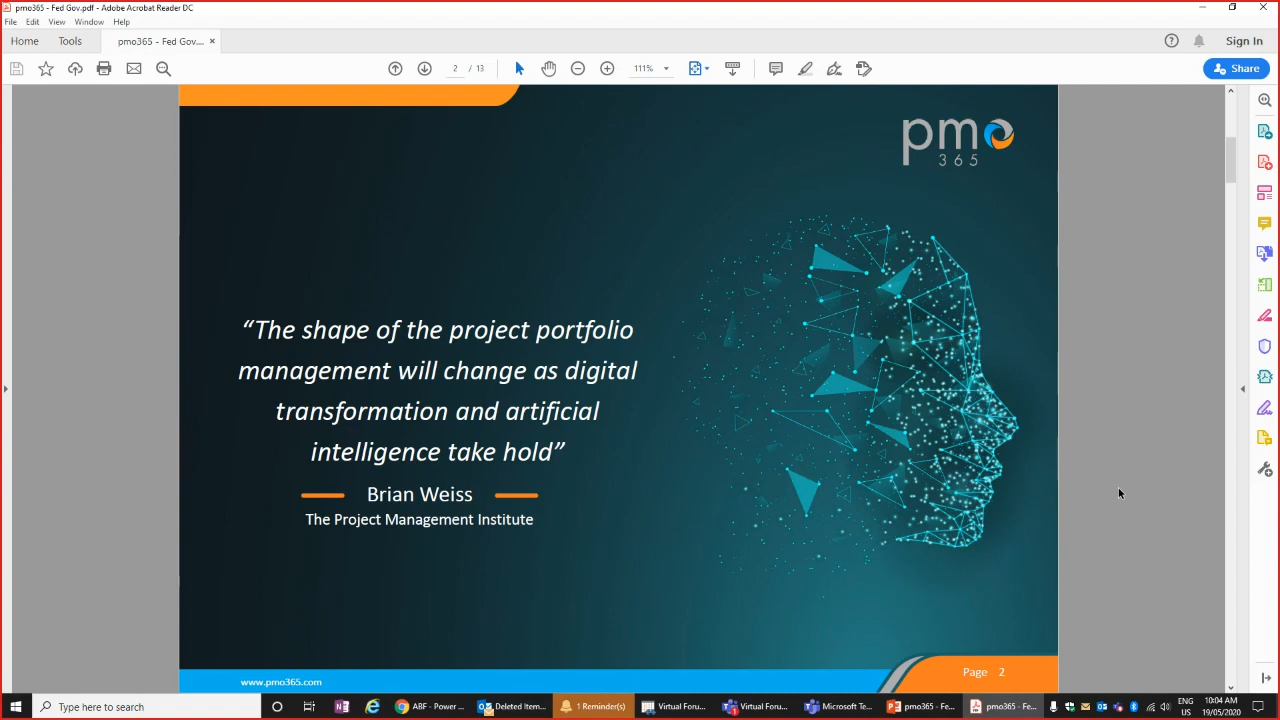 pmo365 - Fed Gov.pdf - Adobe Acrobat Reader DC
File Edit View Window Help
Home Tools pmo365 - Fed Gov... × Sign In
2 / 13 111% Share
pmo
365
“The shape of the project portfolio
management will change as digital
transformation and artificial
intelligence take hold”
Brian Weiss
The Project Management Institute
www.pmo365.com
Page 2
Type here to search
ABF - Power ...
Deleted Item...
1 Reminder(s)
Virtual Foru...
Virtual Foru...
Microsoft Te...
pmo365 - Fe...
pmo365 - Fe...
ENG
US
10:04 AM
19/05/2020